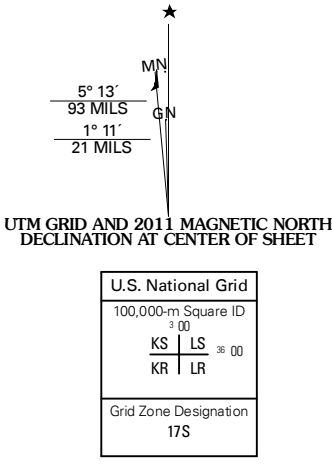 MN
5° 13´
93 MILS
GN
1° 11´
21 MILS
UTM GRID AND 2011 MAGNETIC NORTH
DECLINATION AT CENTER OF SHEET
U.S. National Grid
100,000-m Square ID
3 00
KS LS
36 00
KR LR
Grid Zone Designation
17S